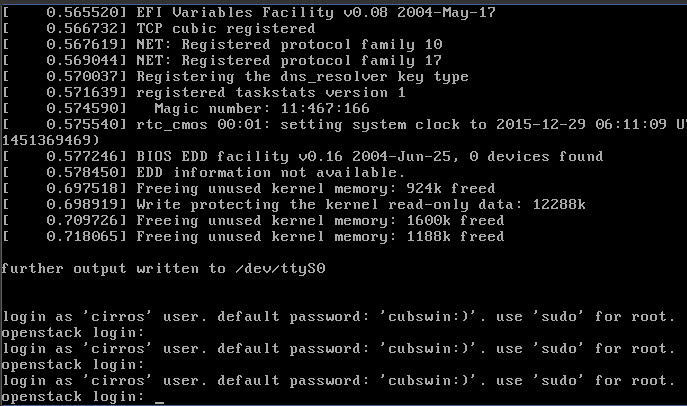 [    0.565520] EFI Variables Facility v0.08 2004-May-17
[    0.566732] TCP cubic registered
[    0.567619] NET: Registered protocol family 10
[    0.569044] NET: Registered protocol family 17
[    0.570037] Registering the dns_resolver key type
[    0.571639] registered taskstats version 1
[    0.574590]   Magic number: 11:467:166
[    0.575540] rtc_cmos 00:01: setting system clock to 2015-12-29 06:11:09 U
1451369469)
[    0.577246] BIOS EDD facility v0.16 2004-Jun-25, 0 devices found
[    0.578450] EDD information not available.
[    0.697518] Freeing unused kernel memory: 924k freed
[    0.698919] Write protecting the kernel read-only data: 12288k
[    0.709726] Freeing unused kernel memory: 1600k freed
[    0.718065] Freeing unused kernel memory: 1188k freed
further output written to /dev/ttyS0
login as 'cirros' user. default password: 'cubswin:)'. use 'sudo' for root.
openstack login:
login as 'cirros' user. default password: 'cubswin:)'. use 'sudo' for root.
openstack login:
login as 'cirros' user. default password: 'cubswin:)'. use 'sudo' for root.
openstack login: _